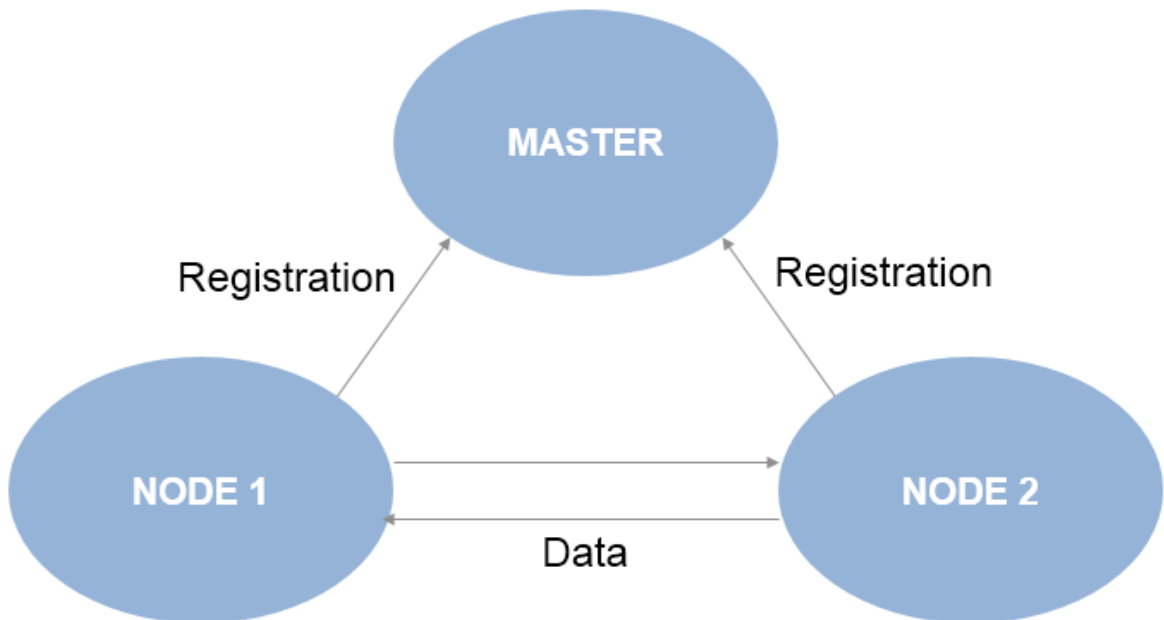 MASTER
Registration
Registration
NODE 1
NODE 2
Data